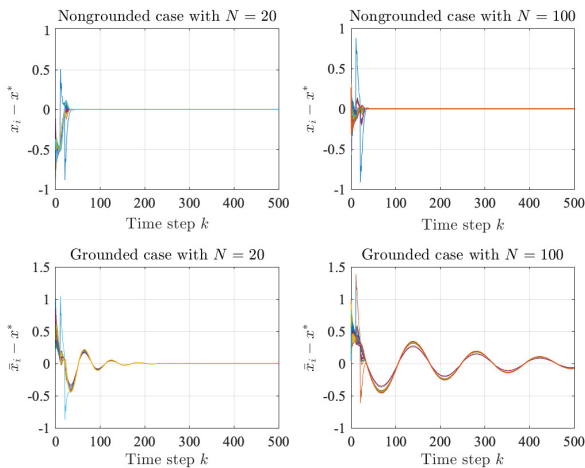 Nongrounded case with N = 20
1
0.5
0
-0.5
-1
x_i − x*
0 100 200 300 400 500
Time step k
Nongrounded case with N = 100
1
0.5
0
-0.5
-1
x_i − x*
0 100 200 300 400 500
Time step k
Grounded case with N = 20
1.5
1
0.5
0
-0.5
-1
x̄_i − x*
0 100 200 300 400 500
Time step k
Grounded case with N = 100
1.5
1
0.5
0
-0.5
-1
x̄_i − x*
0 100 200 300 400 500
Time step k